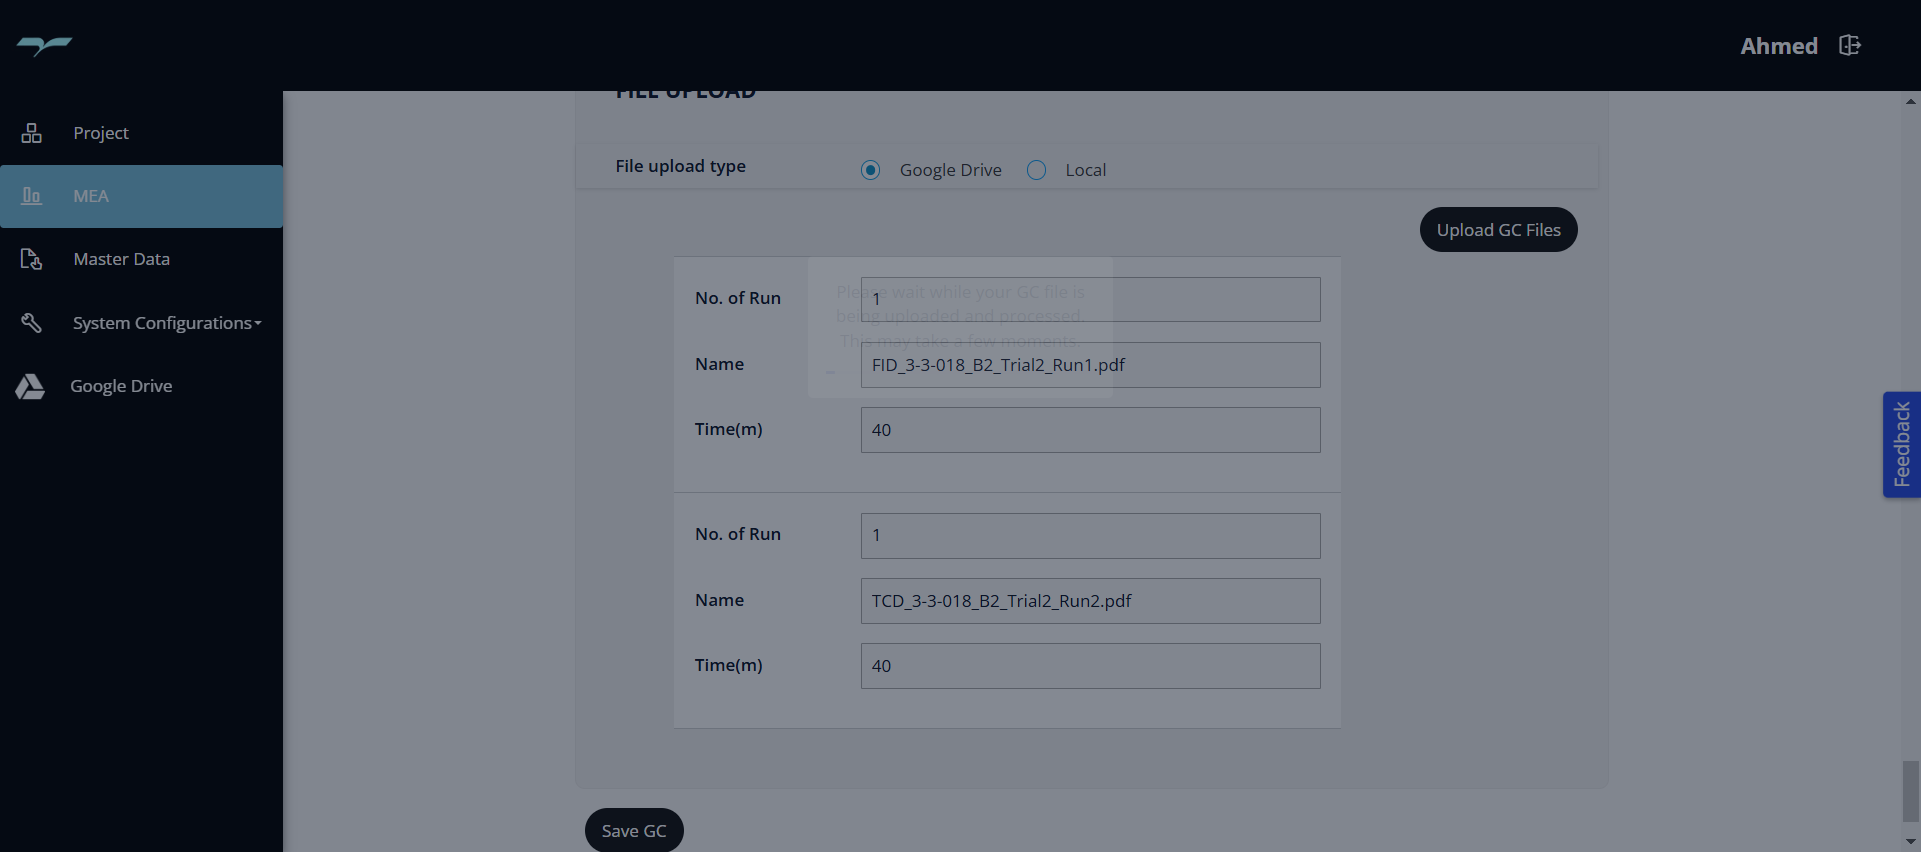 Ahmed
Project
MEA
Master Data
System Configurations
Google Drive
FILE UPLOAD
File upload type
Google Drive
Local
Upload GC Files
No. of Run
1
Please wait while your GC file is
being uploaded and processed.
This may take a few moments.
Name
FID_3-3-018_B2_Trial2_Run1.pdf
Time(m)
40
No. of Run
1
Name
TCD_3-3-018_B2_Trial2_Run2.pdf
Time(m)
40
Save GC
Feedback